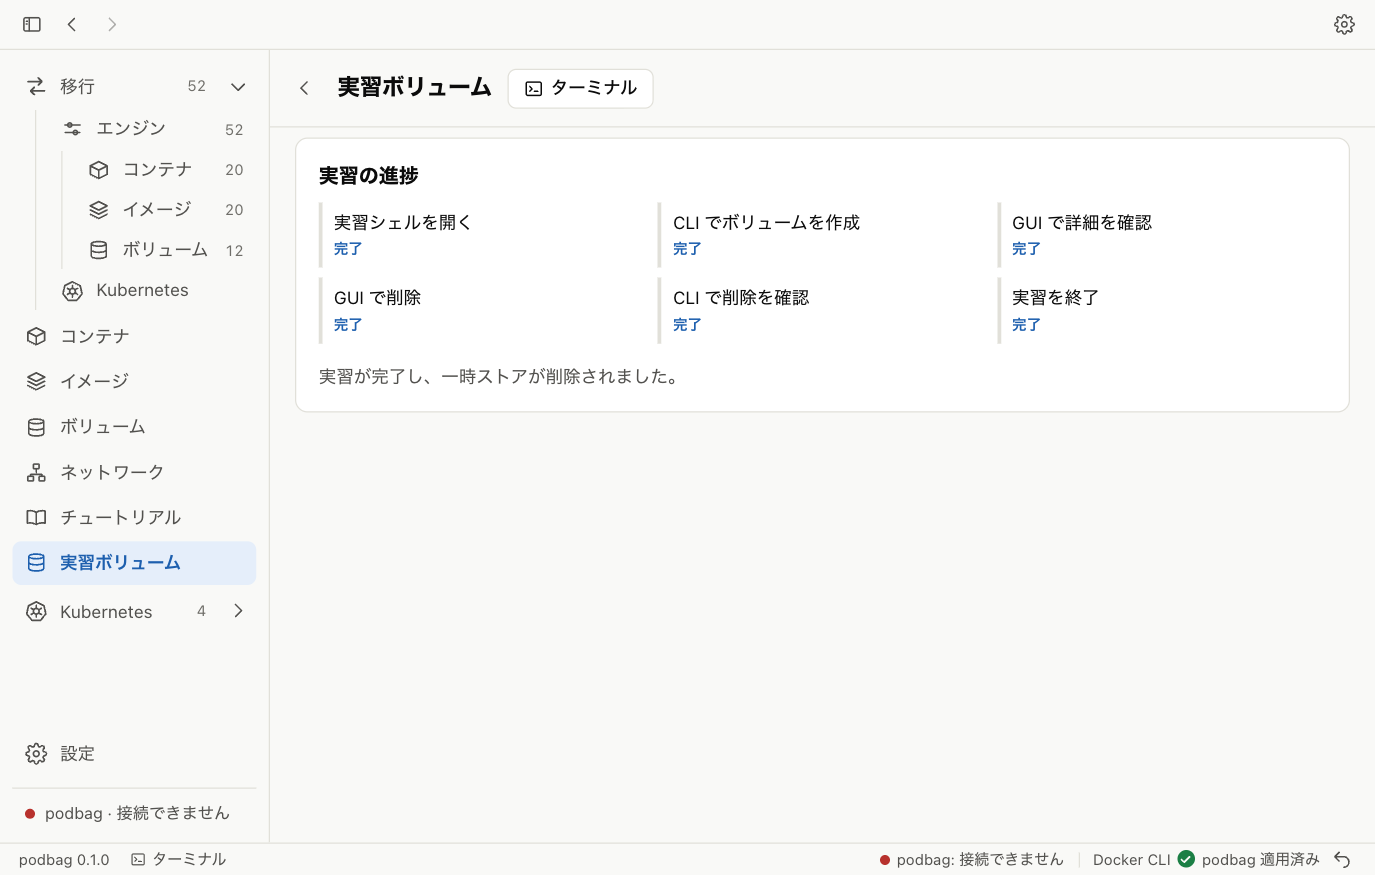 移行 52
エンジン 52
コンテナ 20
イメージ 20
ボリューム 12
Kubernetes
コンテナ
イメージ
ボリューム
ネットワーク
チュートリアル
実習ボリューム
Kubernetes 4
設定
podbag · 接続できません
実習ボリューム
ターミナル
実習の進捗
実習シェルを開く
完了
CLI でボリュームを作成
完了
GUI で詳細を確認
完了
GUI で削除
完了
CLI で削除を確認
完了
実習を終了
完了
実習が完了し、一時ストアが削除されました。
podbag 0.1.0 ターミナル
podbag: 接続できません
Docker CLI podbag 適用済み